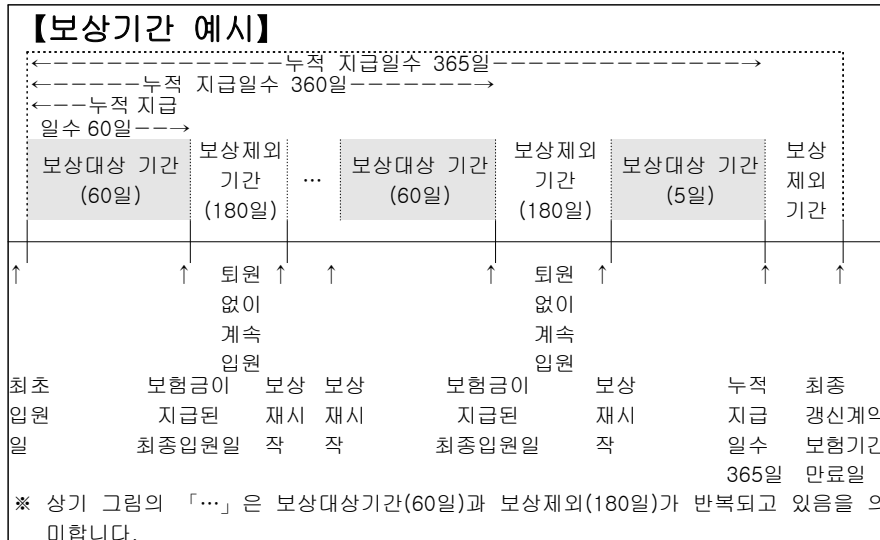 【보상기간 예시】
←−−−−−−−−−−−−−누적 지급일수 365일−−−−−−−−−−−−−→
←−−−−−−누적 지급일수 360일−−−−−−−−→
←−−−누적 지급
일수 60일−−→
보상대상 기간 (60일)
보상제외 기간 (180일)
…
보상대상 기간 (60일)
보상제외 기간 (180일)
보상대상 기간 (5일)
보상 제외 기간
↑ ↑ 퇴원 ↑ ↑ ↑ 퇴원 ↑ ↑ ↑
없이 없이
계속 계속
입원 입원
최초 보험금이 보상 보상 보험금이 보상 누적 최종
입원 지급된 재시 재시 지급된 재시 지급 갱신계약
일 최종입원일 작 작 최종입원일 작 일수 보험기간
365일 만료일
※ 상기 그림의 「…」은 보상대상기간(60일)과 보상제외(180일)가 반복되고 있음을 의
미합니다.